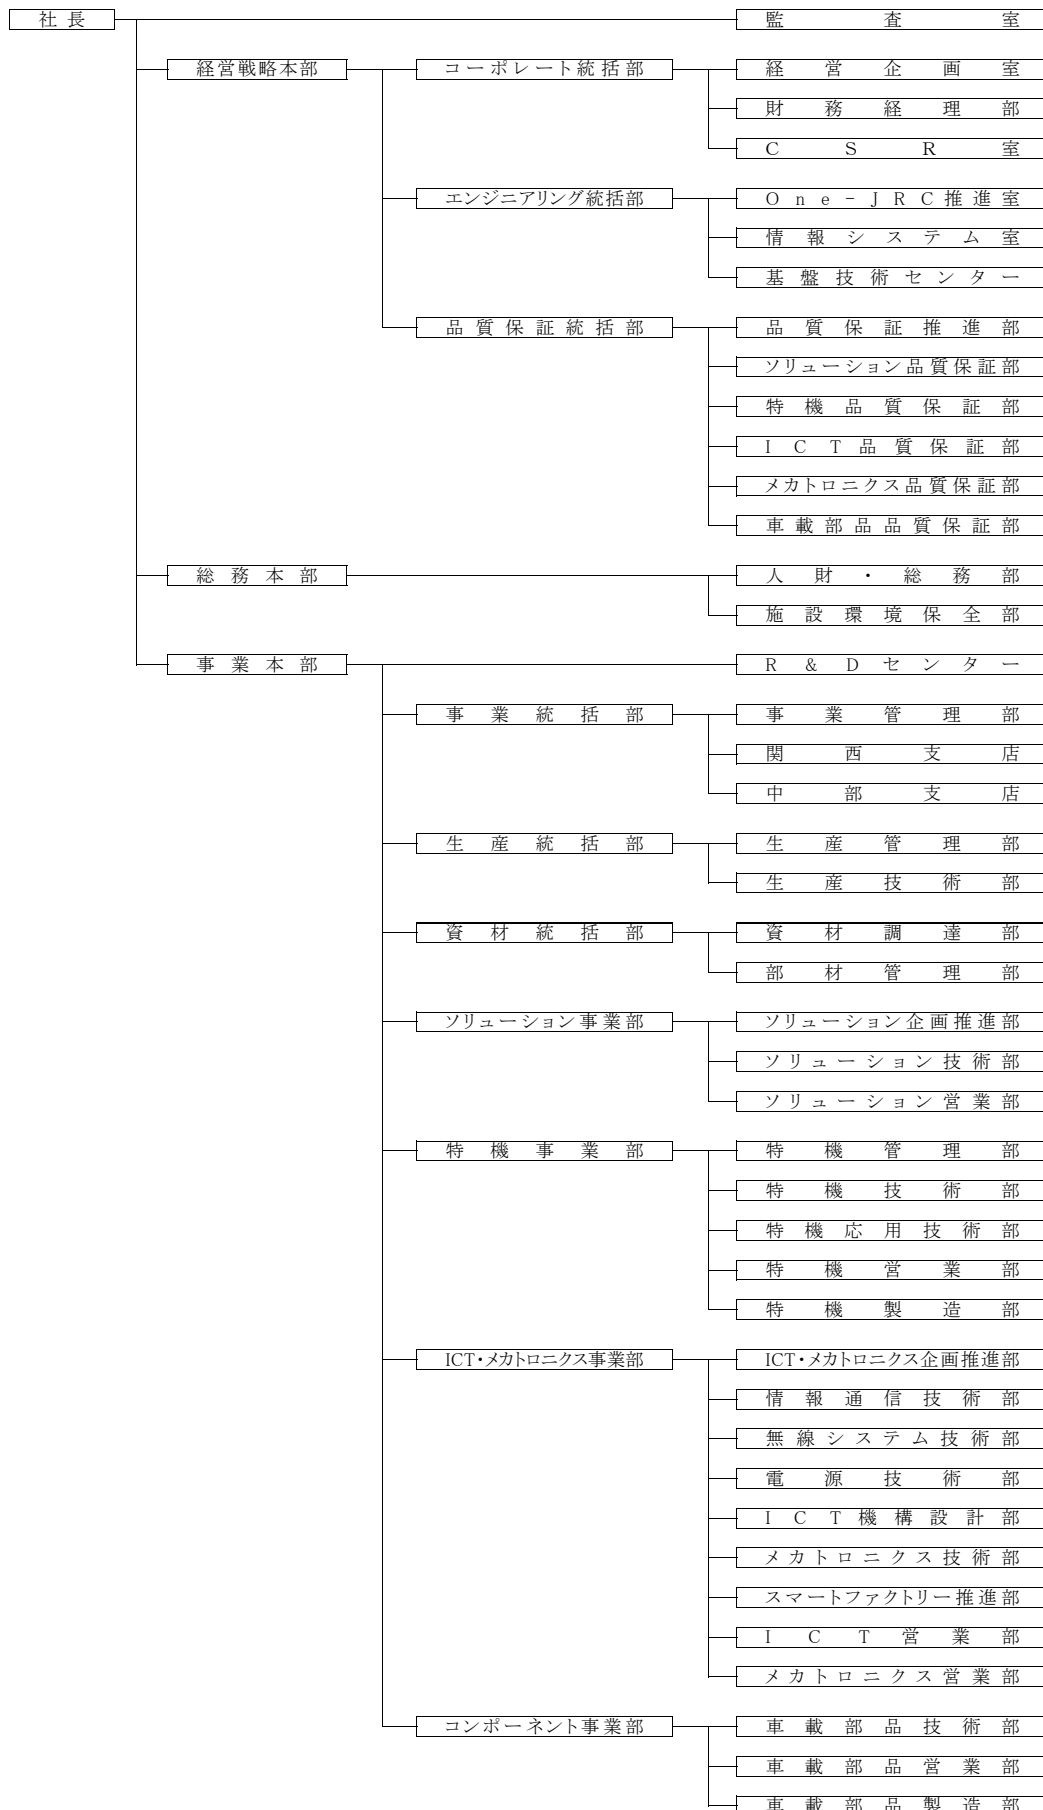 社長 監査室
経営戦略本部 コーポレート統括部 経営企画室
財務経理部
CSR室
エンジニアリング統括部 One-JRC推進室
情報システム室
基盤技術センター
品質保証統括部 品質保証推進部
ソリューション品質保証部
特機品質保証部
ICT品質保証部
メカトロニクス品質保証部
車載部品品質保証部
総務本部 人財・総務部
施設環境保全部
事業本部 R&Dセンター
事業統括部 事業管理部
関西支店
中部支店
生産統括部 生産管理部
生産技術部
資材統括部 資材調達部
部材管理部
ソリューション事業部 ソリューション企画推進部
ソリューション技術部
ソリューション営業部
特機事業部 特機管理部
特機技術部
特機応用技術部
特機営業部
特機製造部
ICT・メカトロニクス事業部 ICT・メカトロニクス企画推進部
情報通信技術部
無線システム技術部
電源技術部
ICT機構設計部
メカトロニクス技術部
スマートファクトリー推進部
ICT営業部
メカトロニクス営業部
コンポーネント事業部 車載部品技術部
車載部品営業部
車載部品製造部